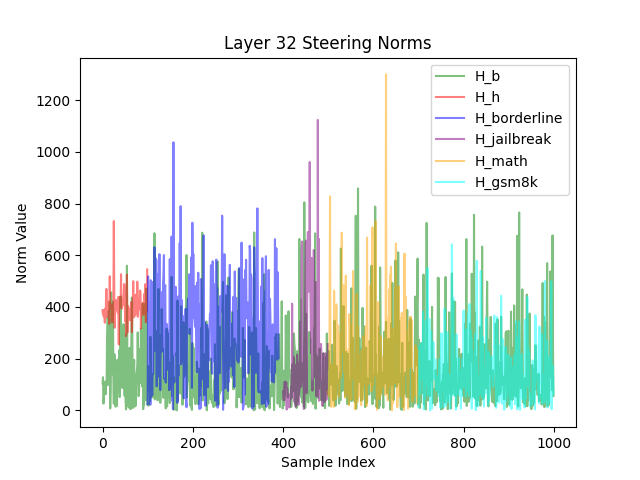 Layer 32 Steering Norms
H_b
H_h
H_borderline
H_jailbreak
H_math
H_gsm8k
Norm Value
1200
1000
800
600
400
200
0
0 200 400 600 800 1000
Sample Index